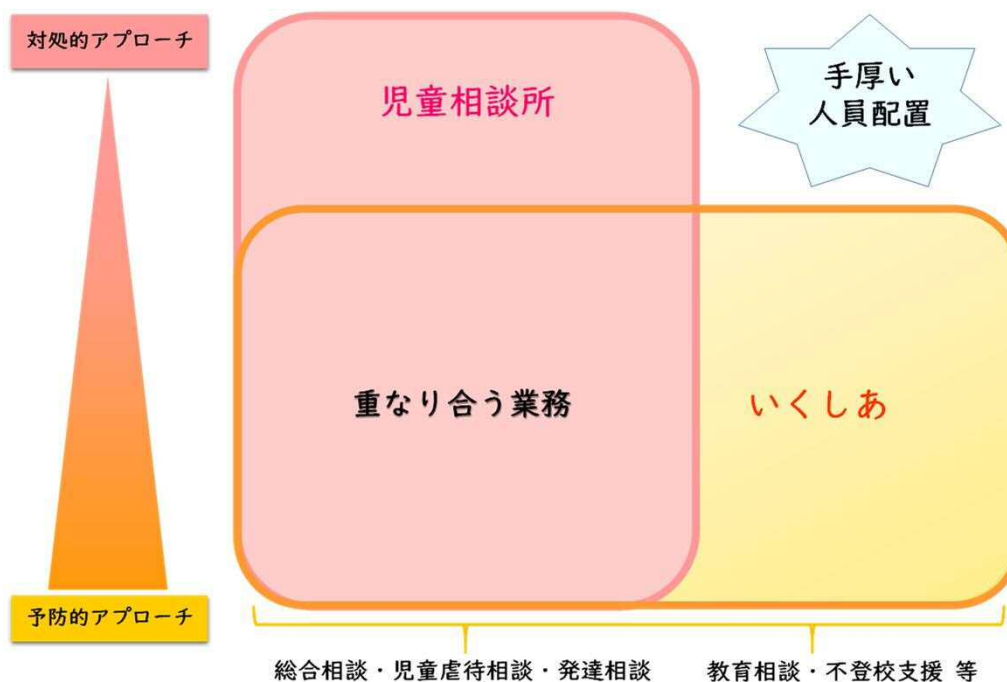 対処的アプローチ
児童相談所
手厚い
人員配置
重なり合う業務
いくしあ
予防的アプローチ
総合相談・児童虐待相談・発達相談
教育相談・不登校支援 等